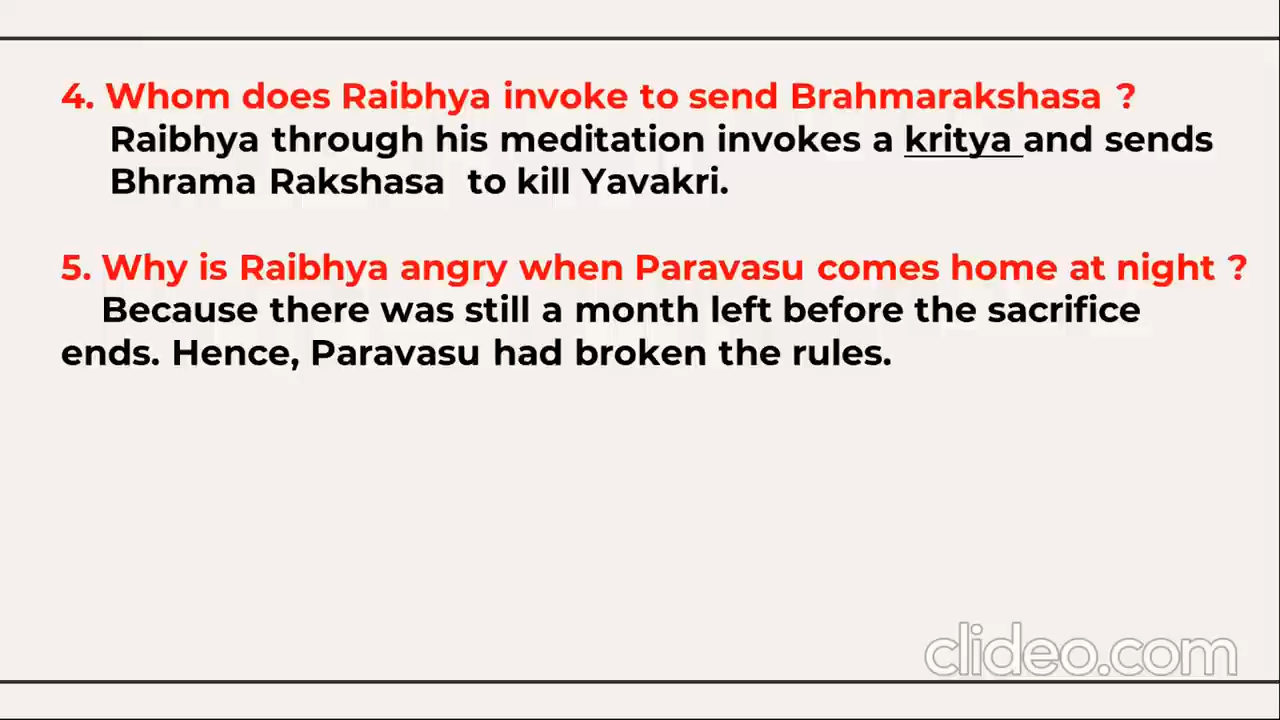 4. Whom does Raibhya invoke to send Brahmarakshasa ?
Raibhya through his meditation invokes a kritya and sends
Bhrama Rakshasa to kill Yavakri.
5. Why is Raibhya angry when Paravasu comes home at night ?
Because there was still a month left before the sacrifice
ends. Hence, Paravasu had broken the rules.
clideo.com